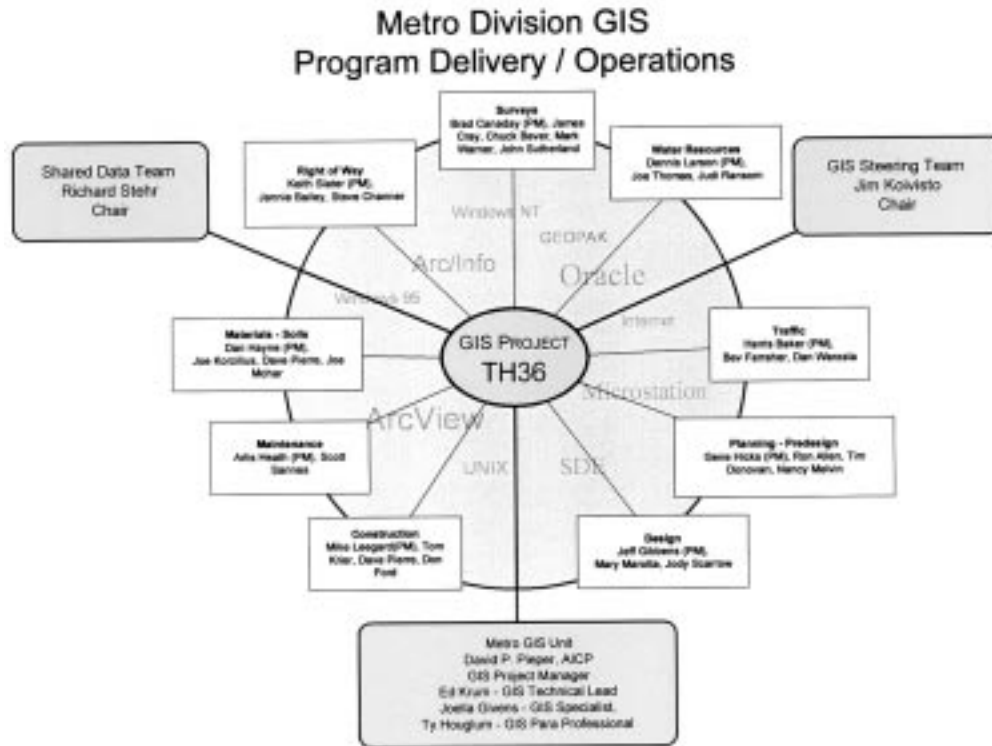 Metro Division GIS
Program Delivery / Operations
Surveys
Brad Canaday (PM), James
Cray, Chuck Bever, Mark
Warner, John Sutherland
Water Resources
Dennis Larson (PM),
Joe Thomas, Judi Ransom
Right of Way
Keith Slater (PM),
Jannie Bailey, Steve Channer
Shared Data Team
Richard Stehr
Chair
GIS Steering Team
Jim Koivisto
Chair
Windows NT
GEOPAK
Arc/Info
Oracle
Windows 95
Internet
Materials - Soils
Dan Hayne (PM),
Joe Korzilius, Dave Pierre, Joe
GIS PROJECT
TH36
Traffic
Harris Baker (PM),
Bev Farraher, Dan
Microstation
ArcView
Maintenance
Arlis Heath (PM), Scott
Sannes
Planning - Predesign
Gene Hicks (PM), Ron Allen, Tim
Donovan, Nancy Melvin
UNIX
SDE
Construction
Mike Leegard(PM), Tom
Krier, Dave Pierre, Don
Ford
Design
Jeff Gibbens (PM),
Mary Jody Scarrow
Metro GIS Unit
David P. Pieper, AICP
GIS Project Manager
Ed Krum - GIS Technical Lead
Joella Givens - GIS Specialist.
Ty Houglum - GIS Para Professional